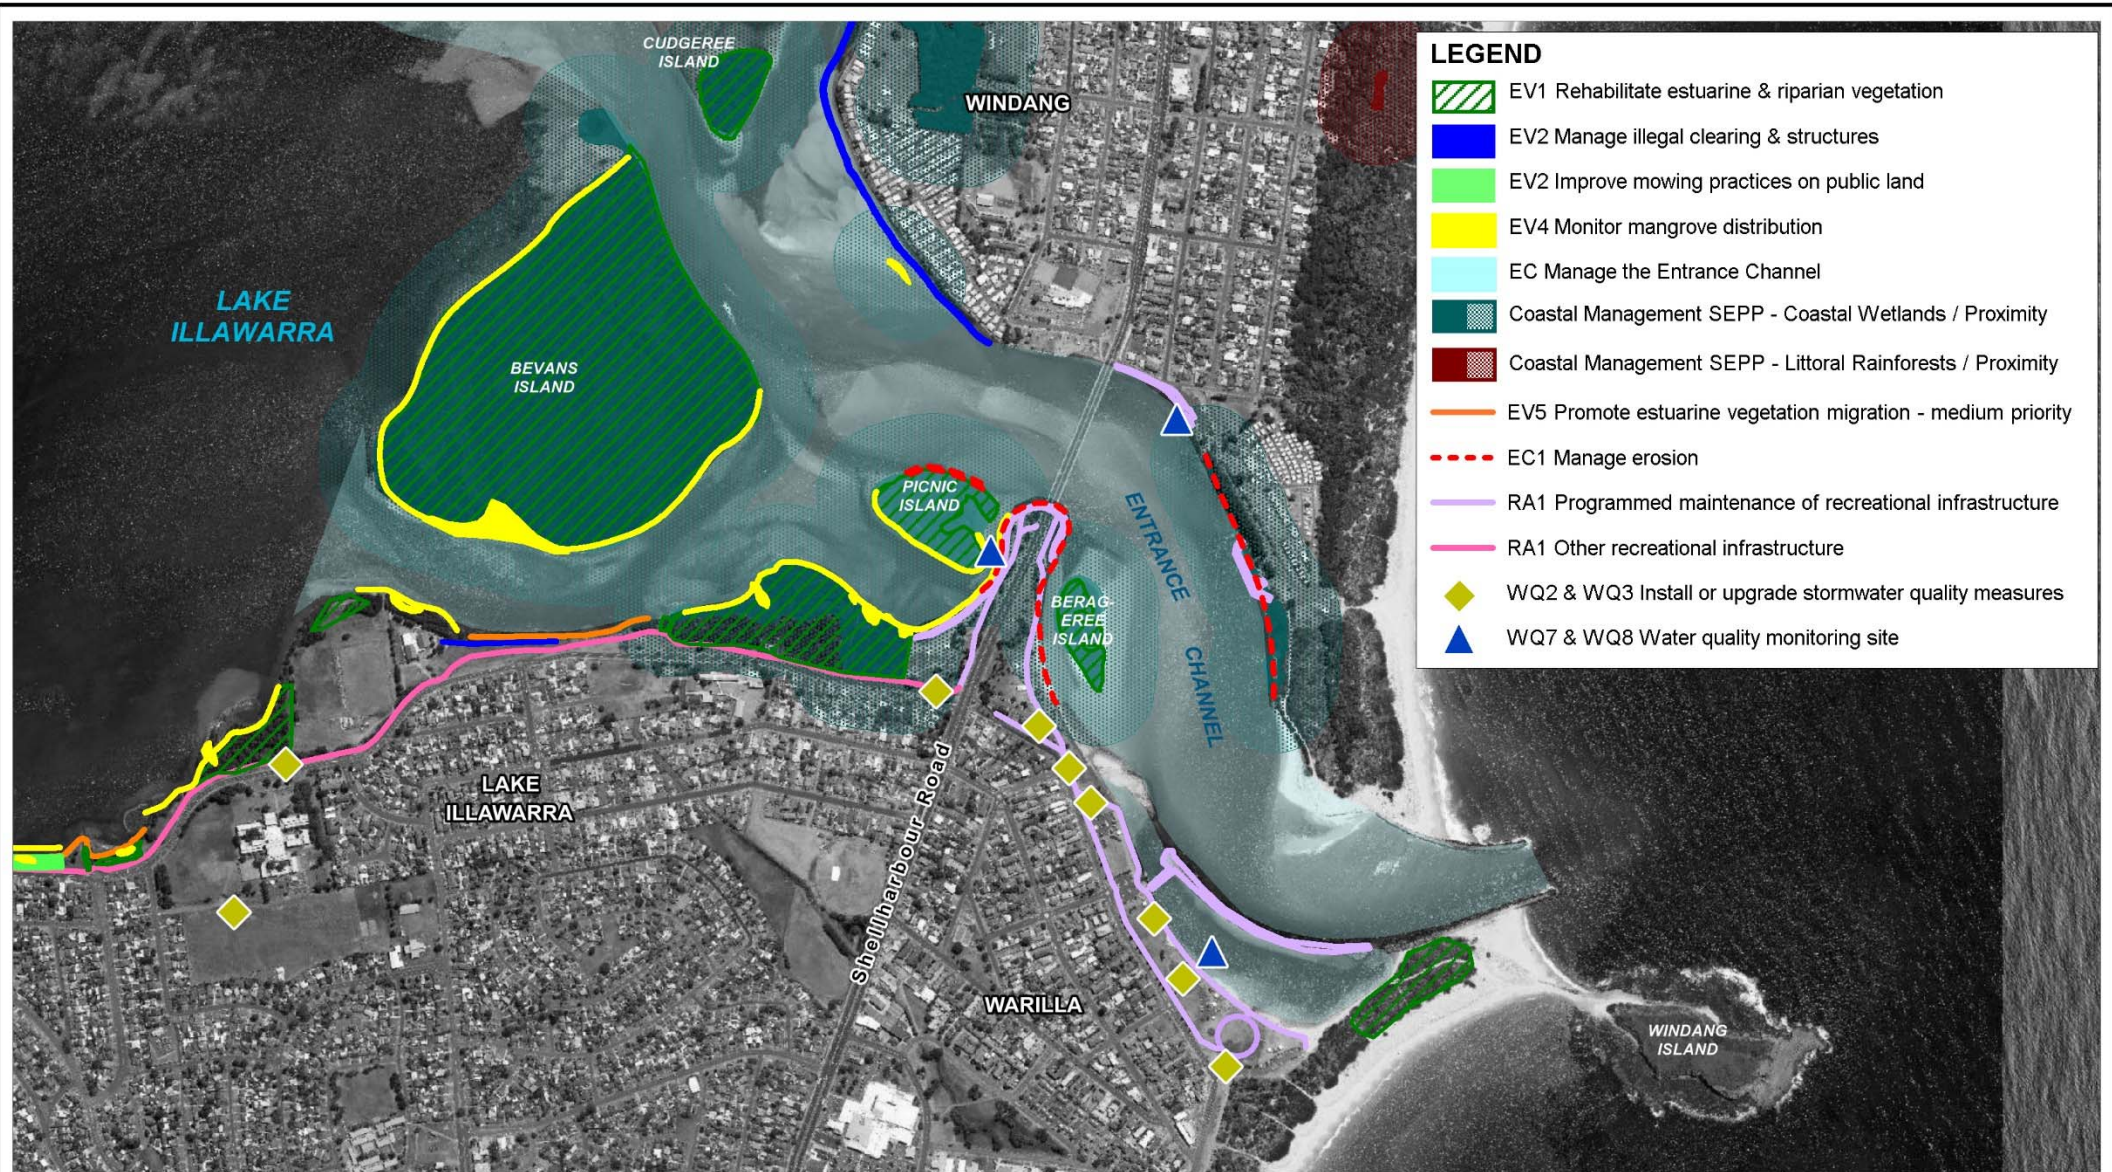 CUDGEREE
ISLAND
WINDANG
LAKE
ILLAWARRA
BEVANS
ISLAND
PICNIC
ISLAND
ENTRANCE
CHANNEL
BERAG-
EREE
ISLAND
LAKE
ILLAWARRA
Shellharbour Road
WARILLA
WINDANG
ISLAND
LEGEND
EV1 Rehabilitate estuarine & riparian vegetation
EV2 Manage illegal clearing & structures
EV2 Improve mowing practices on public land
EV4 Monitor mangrove distribution
EC Manage the Entrance Channel
Coastal Management SEPP - Coastal Wetlands / Proximity
Coastal Management SEPP - Littoral Rainforests / Proximity
EV5 Promote estuarine vegetation migration - medium priority
EC1 Manage erosion
RA1 Programmed maintenance of recreational infrastructure
RA1 Other recreational infrastructure
WQ2 & WQ3 Install or upgrade stormwater quality measures
WQ7 & WQ8 Water quality monitoring site